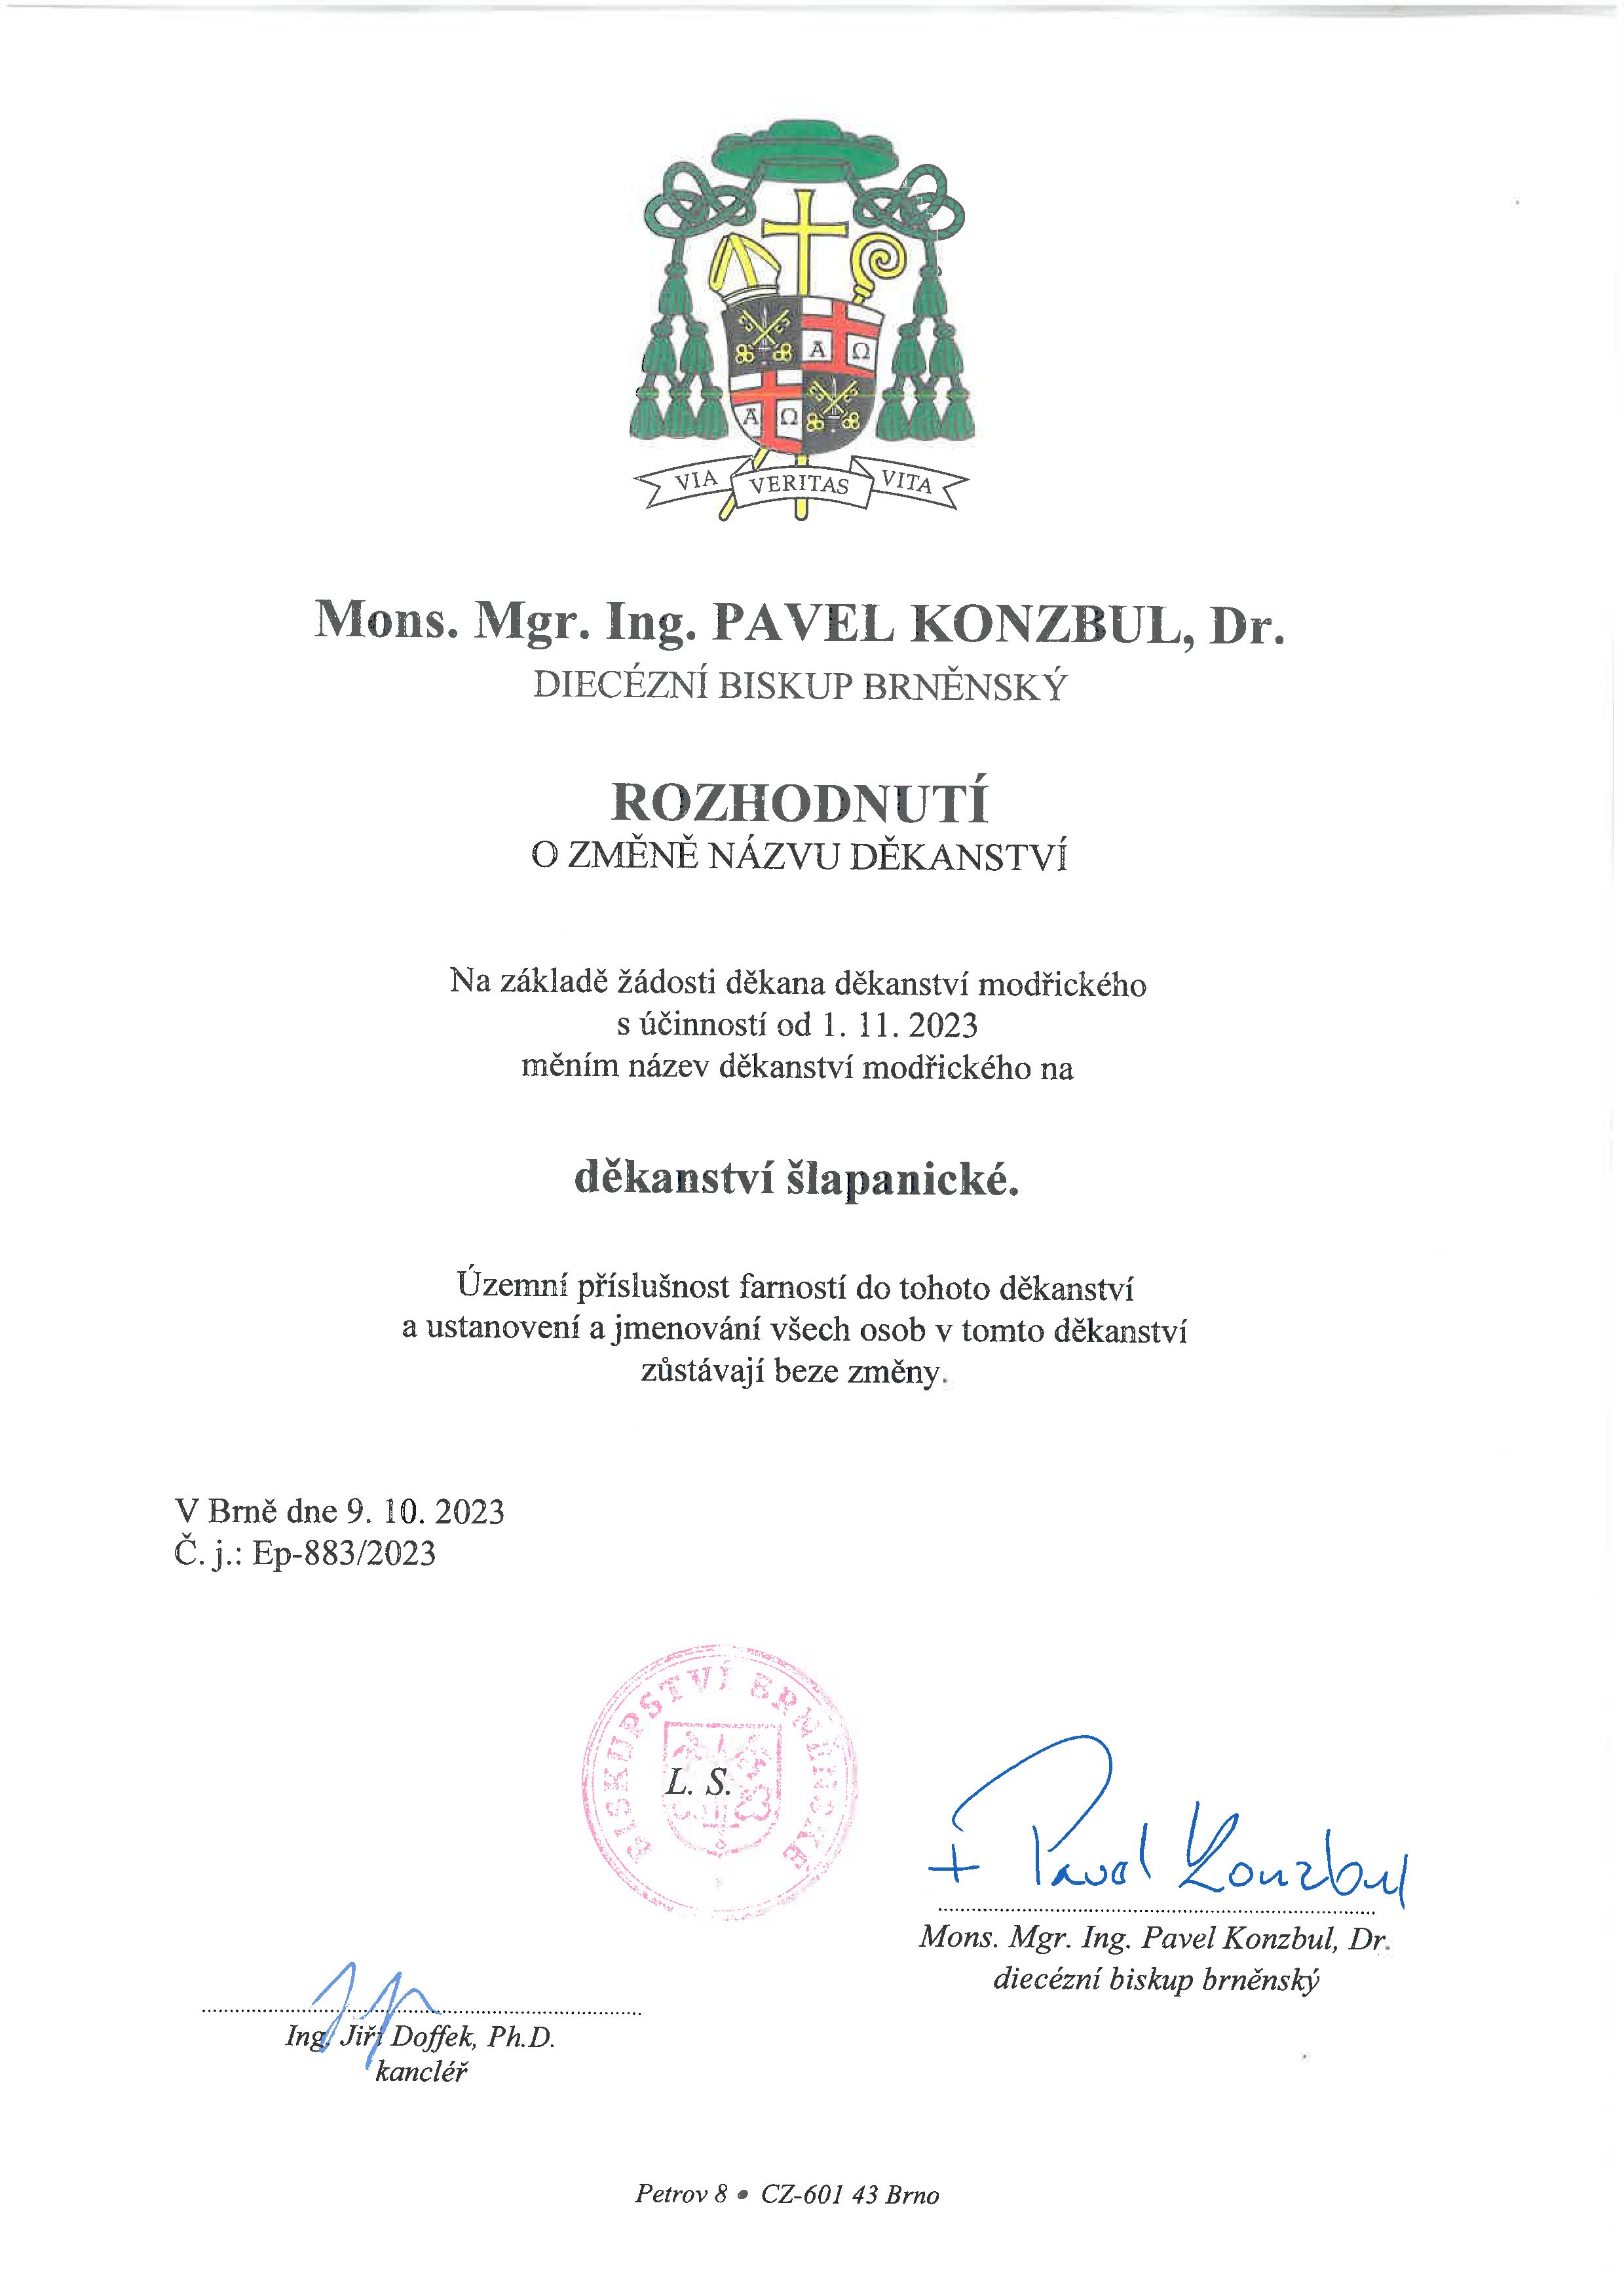 Α Ω
Α Ω
VIA VERITAS VITA
Mons. Mgr. Ing. PAVEL KONZBUL, Dr.
DIECÉZNÍ BISKUP BRNĚNSKÝ
ROZHODNUTÍ
O ZMĚNĚ NÁZVU DĚKANSTVÍ
Na základě žádosti děkana děkanství modřického
s účinností od 1. 11. 2023
měním název děkanství modřického na
děkanství šlapanické.
Územní příslušnost farností do tohoto děkanství
a ustanovení a jmenování všech osob v tomto děkanství
zůstávají beze změny.
V Brně dne 9. 10. 2023
Č. j.: Ep-883/2023
BISKUPSTVÍ BRNĚNSKÉ
L. S.
+ Pavel Konzbul
Mons. Mgr. Ing. Pavel Konzbul, Dr.
diecézní biskup brněnský
Ing. Jiří Doffek, Ph.D.
kancléř
Petrov 8 • CZ-601 43 Brno